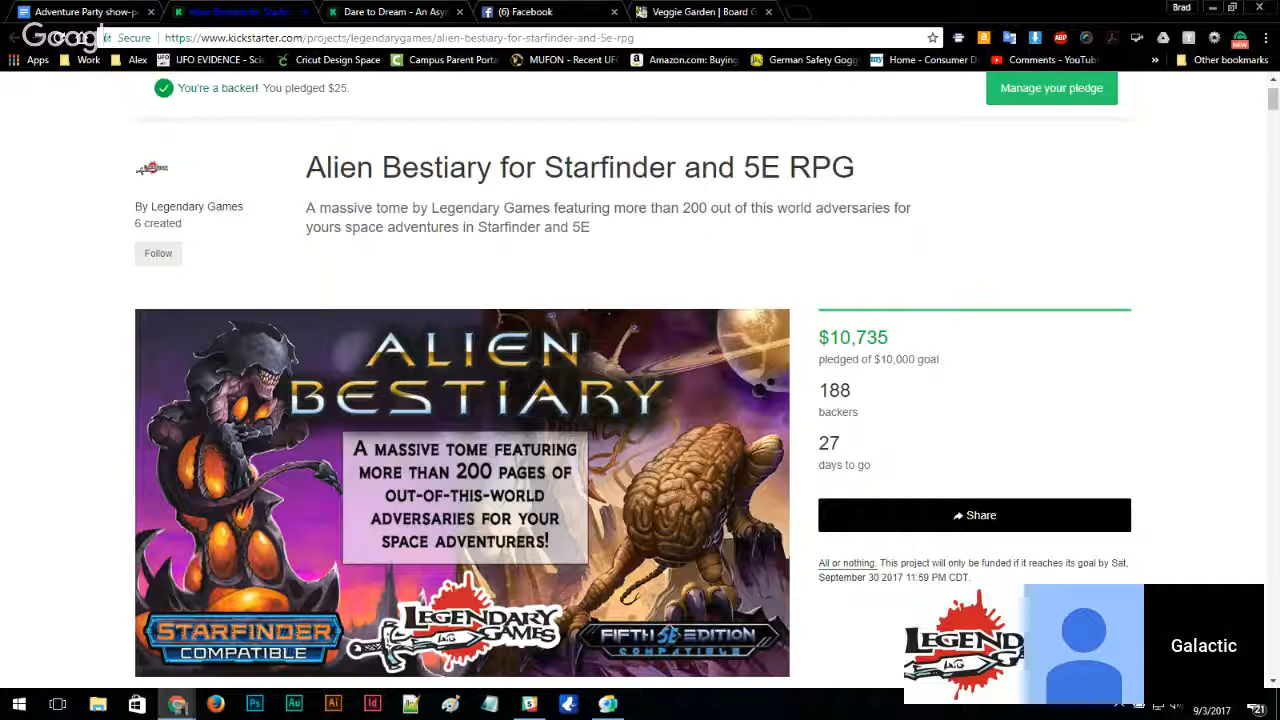 Adventure Party show-p
Dare to Dream - An Asy
(6) Facebook
Veggie Garden | Board G
Brad
Secure
https://www.kickstarter.com/projects/legendarygames/alien-bestiary-for-starfinder-and-5e-rpg
NEW
Apps
Work
Alex
UFO EVIDENCE - Sci
Cricut Design Space
Campus Parent Porta
MUFON - Recent UF
Amazon.com: Buying
German Safety Gogg
Home - Consumer D
Comments - YouTub
»
Other bookmarks
You're a backer! You pledged $25.
Manage your pledge
Alien Bestiary for Starfinder and 5E RPG
By Legendary Games
6 created
Follow
A massive tome by Legendary Games featuring more than 200 out of this world adversaries for
yours space adventures in Starfinder and 5E
ALIEN
BESTIARY
A MASSIVE TOME FEATURING
MORE THAN 200 PAGES OF
OUT-OF-THIS-WORLD
ADVERSARIES FOR YOUR
SPACE ADVENTURERS!
STARFINDER
COMPATIBLE
LEGENDARY
GAMES
FIFTH 5E EDITION
COMPATIBLE
$10,735
pledged of $10,000 goal
188
backers
27
days to go
Share
All or nothing. This project will only be funded if it reaches its goal by Sat,
September 30 2017 11:59 PM CDT.
LEGEND
Galactic
9/3/2017
21